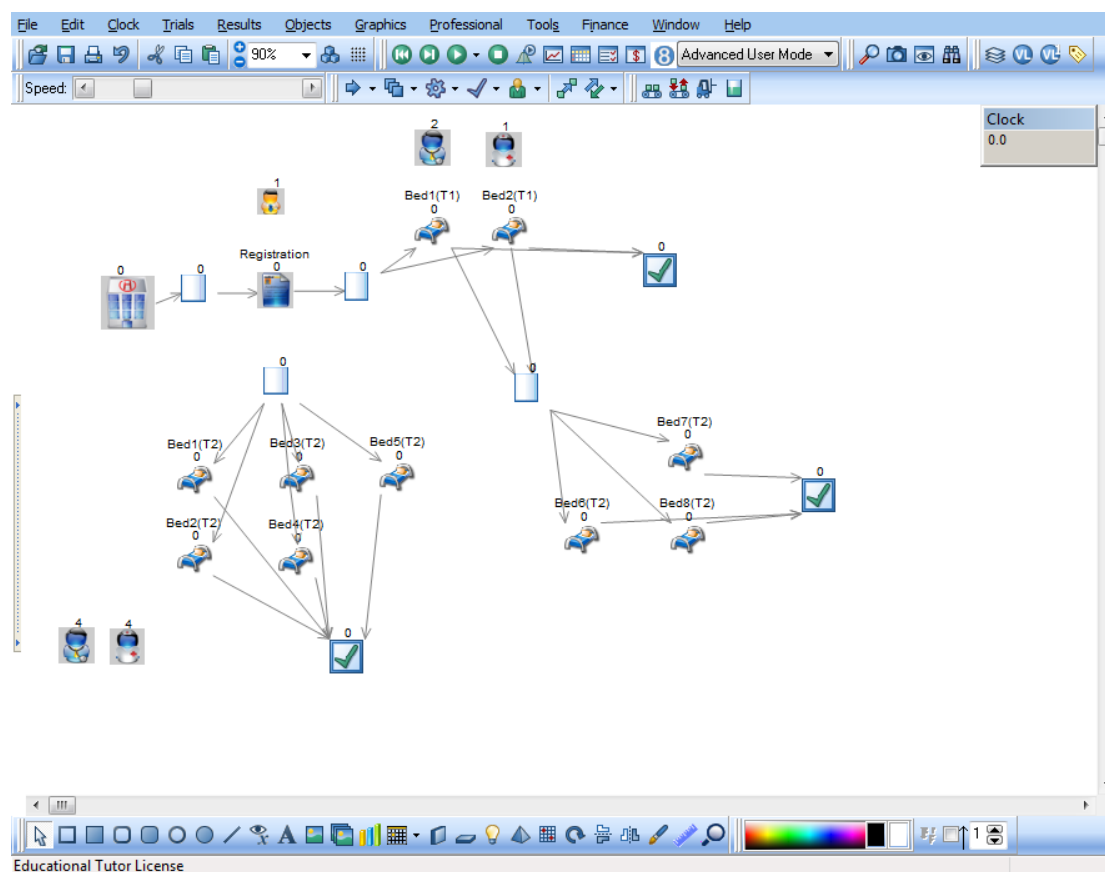 File Edit Clock Trials Results Objects Graphics Professional Tools Finance Window Help
90% 8 Advanced User Mode VL VL
Speed:
Clock
0.0
2 1
1
Bed1(T1) Bed2(T1)
0 0
Registration
0 0 0 0 0
0 0
Bed7(T2)
0
Bed1(T2) Bed3(T2) Bed5(T2)
0 0 0
0
Bed6(T2) Bed8(T2)
0 0
Bed2(T2) Bed4(T2)
0 0
4 4
0
1
Educational Tutor License